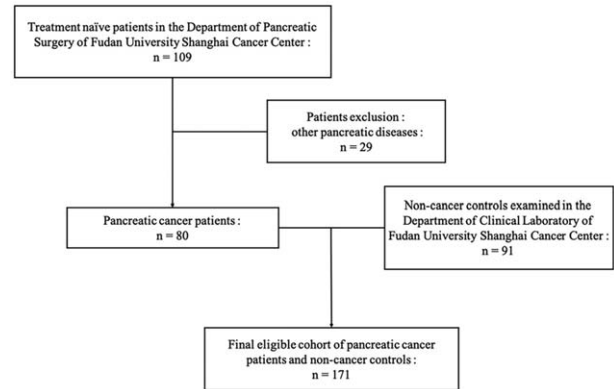 Treatment naïve patients in the Department of Pancreatic
Surgery of Fudan University Shanghai Cancer Center :
n = 109
Patients exclusion :
other pancreatic diseases :
n = 29
Pancreatic cancer patients :
n = 80
Non-cancer controls examined in the
Department of Clinical Laboratory of
Fudan University Shanghai Cancer Center :
n = 91
Final eligible cohort of pancreatic cancer
patients and non-cancer controls :
n = 171